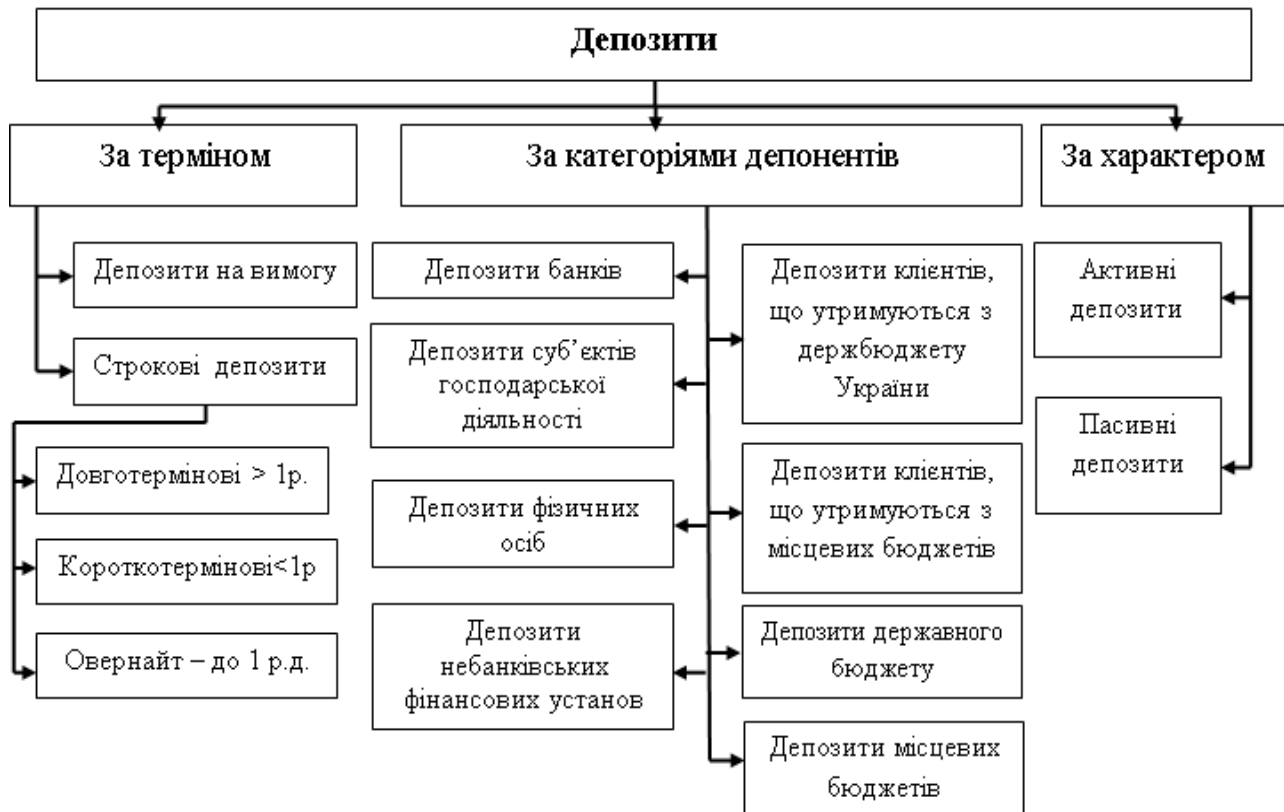 Депозити
За терміном
За категоріями депонентів
За характером
Депозити на вимогу
Строкові депозити
Довготермінові > 1р.
Короткотермінові<1р
Овернайт – до 1 р.д.
Депозити банків
Депозити суб’єктів
господарської
діяльності
Депозити фізичних
осіб
Депозити
небанківських
фінансових установ
Депозити клієнтів,
що утримуються з
держбюджету
України
Депозити клієнтів,
що утримуються з
місцевих бюджетів
Депозити державного
бюджету
Депозити місцевих
бюджетів
Активні
депозити
Пасивні
депозити